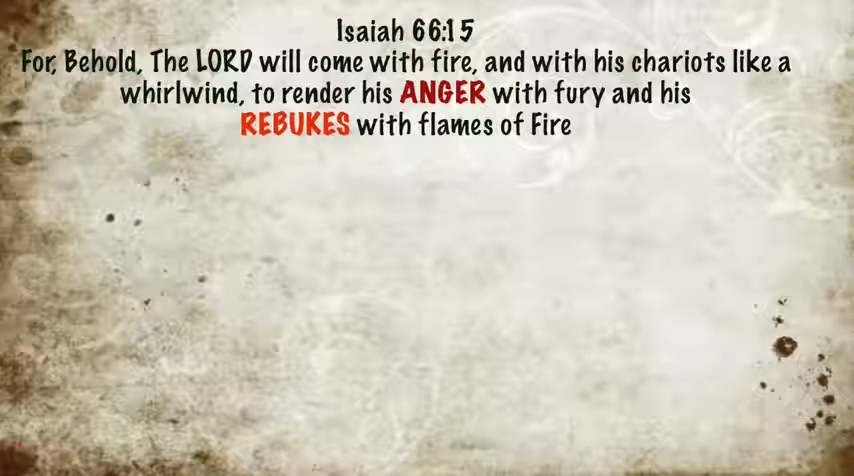 Isaiah 66:15
For, Behold, The LORD will come with fire, and with his chariots like a
whirlwind, to render his ANGER with fury and his
REBUKES with flames of Fire